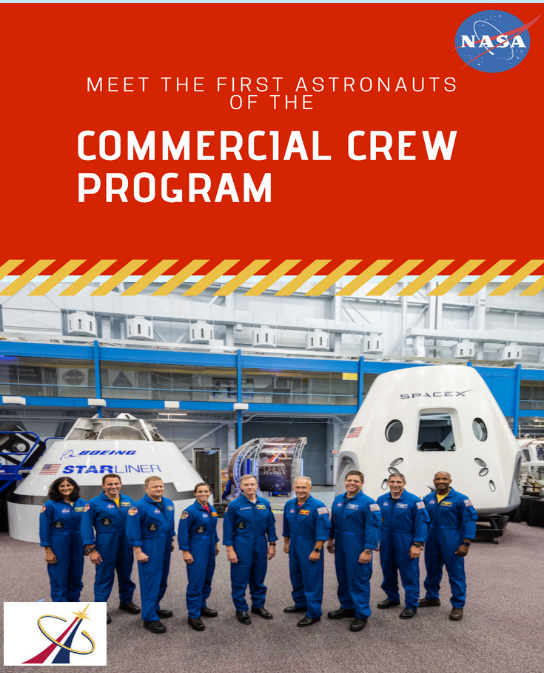 NASA
MEET THE FIRST ASTRONAUTS
OF THE
COMMERCIAL CREW
PROGRAM
SPACEX
BOEING
STARLINER